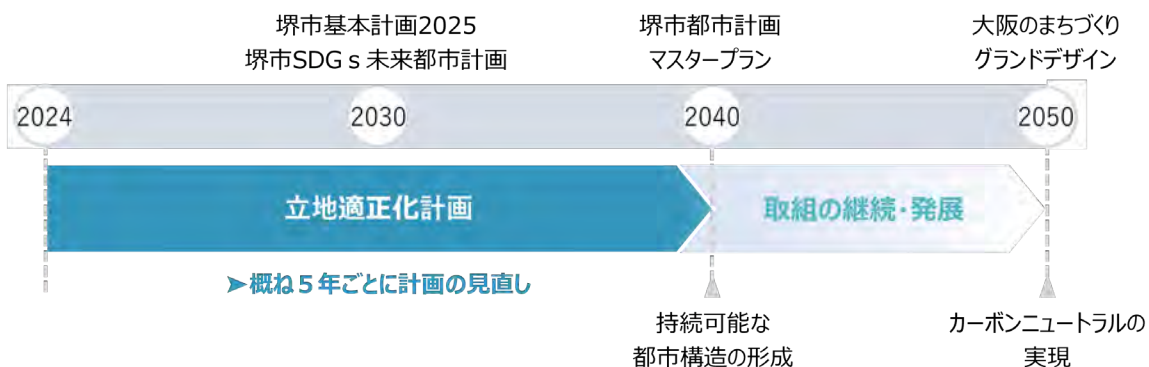 堺市基本計画2025
堺市SDGｓ未来都市計画
堺市都市計画
マスタープラン
大阪のまちづくり
グランドデザイン
2024
2030
2040
2050
立地適正化計画
取組の継続・発展
➤概ね５年ごとに計画の見直し
持続可能な
都市構造の形成
カーボンニュートラルの
実現